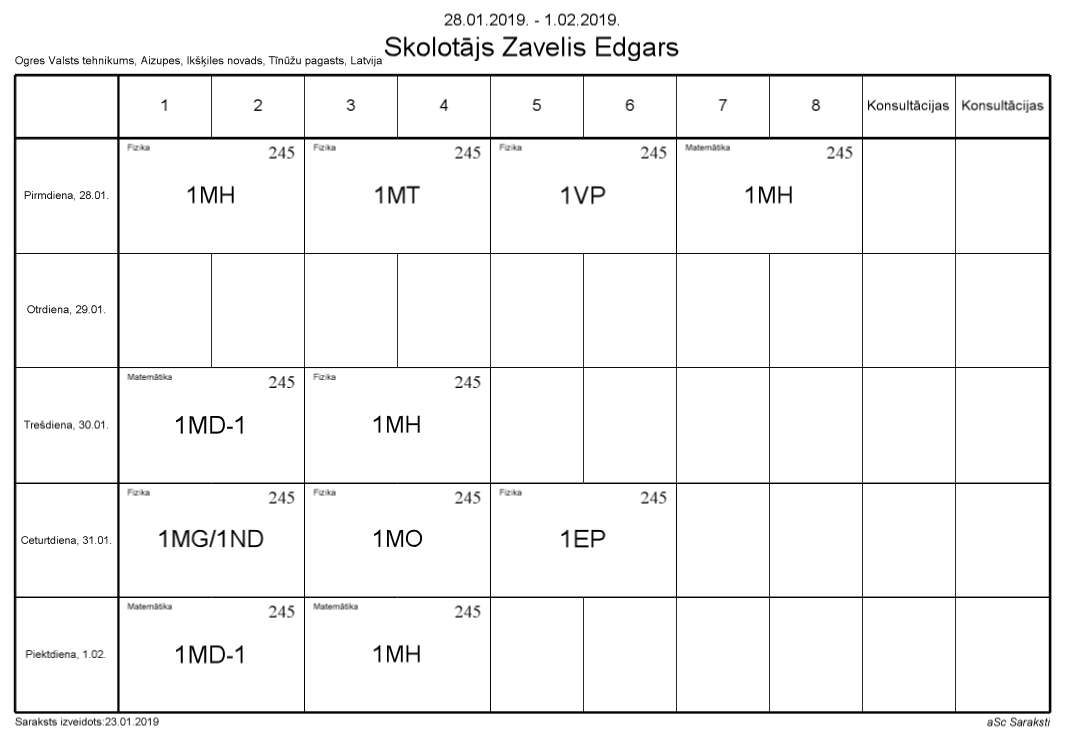 28.01.2019. - 1.02.2019.
Skolotājs Zavelis Edgars
Ogres Valsts tehnikums, Aizupes, Ikšķiles novads, Tīnūžu pagasts, Latvija
1 2 3 4 5 6 7 8 Konsultācijas Konsultācijas
Fizika 245 Fizika 245 Fizika 245 Matemātika 245
Pirmdiena, 28.01. 1MH 1MT 1VP 1MH
Otrdiena, 29.01.
Matemātika 245 Fizika 245
Trešdiena, 30.01. 1MD-1 1MH
Fizika 245 Fizika 245 Fizika 245
Ceturtdiena, 31.01. 1MG/1ND 1MO 1EP
Matemātika 245 Matemātika 245
Piektdiena, 1.02. 1MD-1 1MH
Saraksts izveidots:23.01.2019 aSc Saraksti